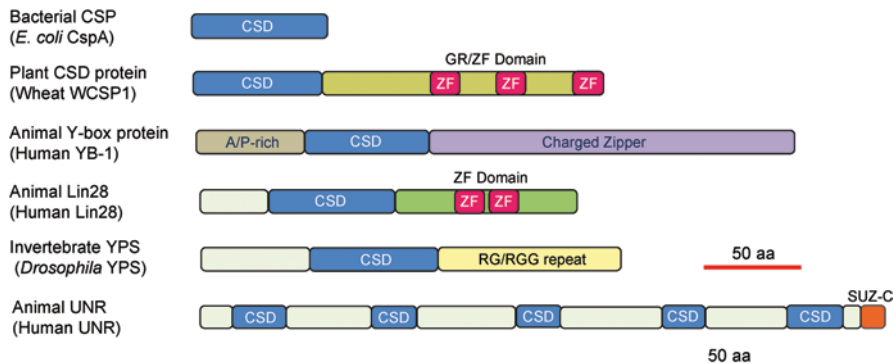 Bacterial CSP
(E. coli CspA)
CSD
Plant CSD protein
(Wheat WCSP1)
GR/ZF Domain
CSD ZF ZF ZF
Animal Y-box protein
(Human YB-1)
A/P-rich CSD Charged Zipper
Animal Lin28
(Human Lin28)
ZF Domain
CSD ZF ZF
Invertebrate YPS
(Drosophila YPS)
CSD RG/RGG repeat
50 aa
Animal UNR
(Human UNR)
SUZ-C
CSD CSD CSD CSD CSD
50 aa